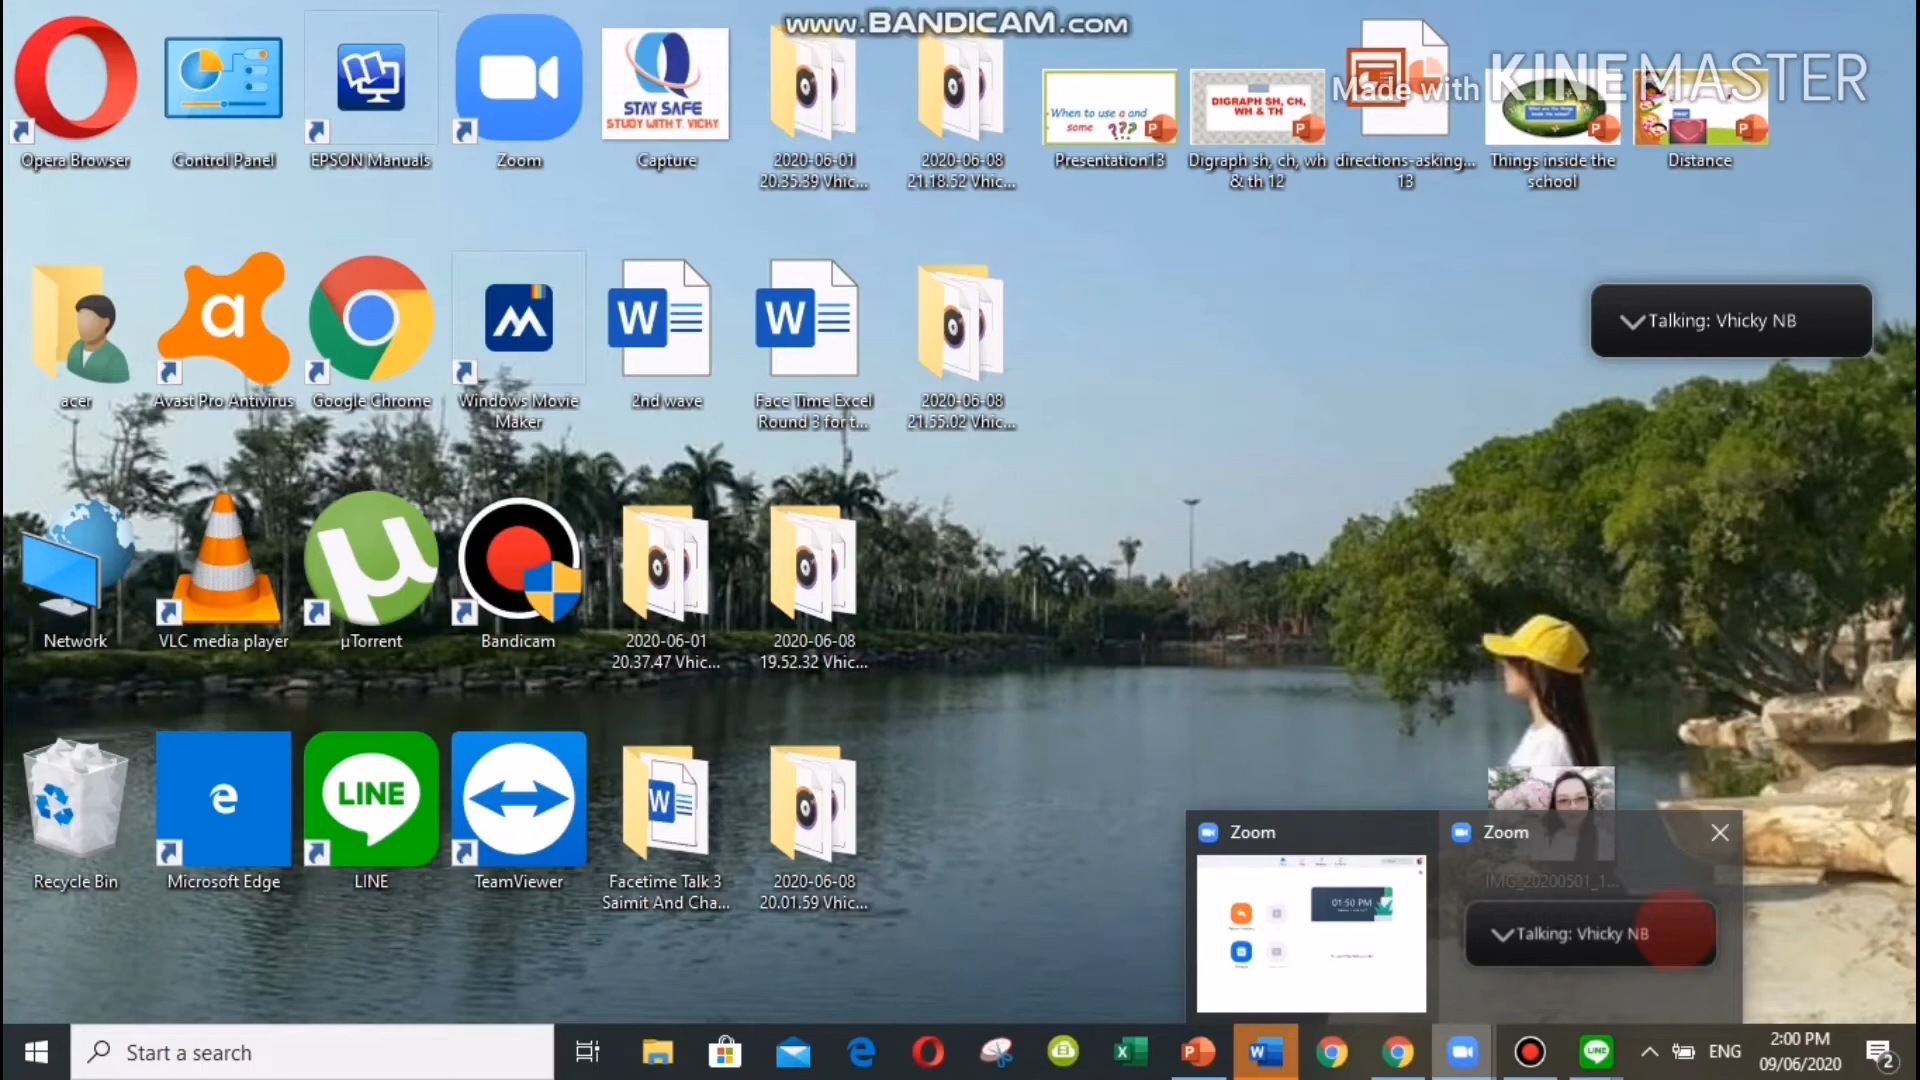 www.BANDICAM.com
Made with KINEMASTER
STAY SAFE
STUDY WITH T. VICKY
When to use a and
some ???
DIGRAPH SH, CH,
WH & TH
Opera Browser
Control Panel
EPSON Manuals
Zoom
Capture
2020-06-01
20.35.39 Vhic...
2020-06-08
21.18.52 Vhic...
Presentation13
Digraph sh, ch, wh
& th 12
directions-asking...
13
Things inside the
school
Distance
acer
Avast Pro Antivirus
Google Chrome
Windows Movie
Maker
2nd wave
Face Time Excel
Round 3 for t...
2020-06-08
21.55.02 Vhic...
Talking: Vhicky NB
Network
VLC media player
µTorrent
Bandicam
2020-06-01
20.37.47 Vhic...
2020-06-08
19.52.32 Vhic...
LINE
Recycle Bin
Microsoft Edge
LINE
TeamViewer
Facetime Talk 3
Saimit And Cha...
2020-06-08
20.01.59 Vhic...
Zoom
01:50 PM
Zoom
IMG_20200501_1...
Talking: Vhicky NB
Start a search
ENG
2:00 PM
09/06/2020
2